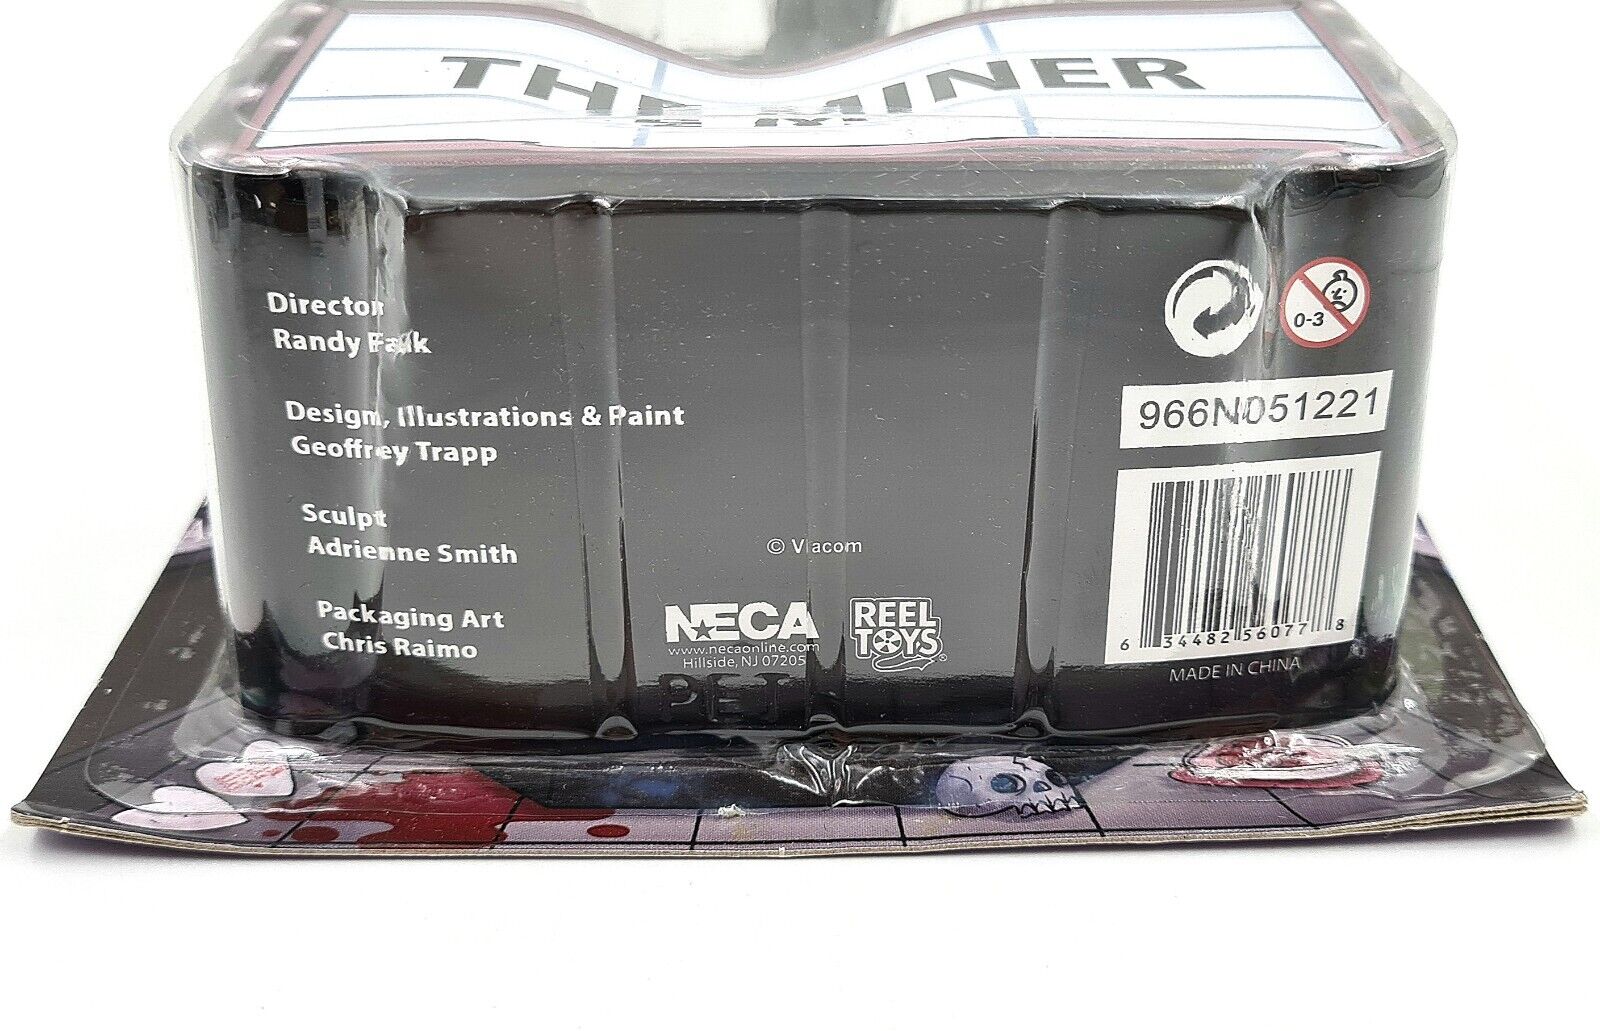 THE MINER
Director
Randy Falk
Design, Illustrations & Paint
Geoffrey Trapp
Sculpt
Adrienne Smith
Packaging Art
Chris Raimo
© Viacom
NECA
www.necaonline.com
Hillside, NJ 07205
REEL
TOYS®
PET
0-3
966N051221
6 34482 56077 8
MADE IN CHINA